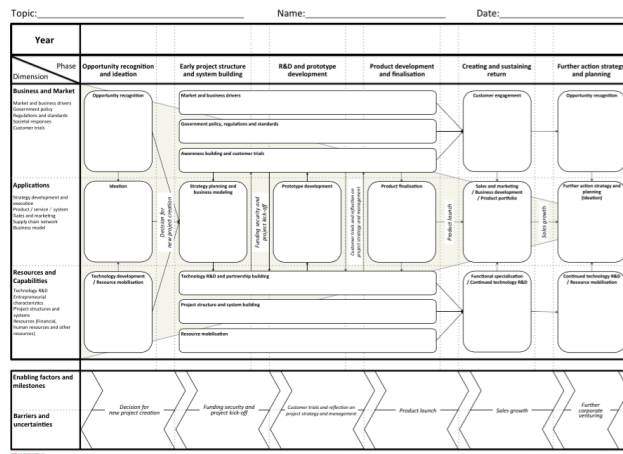 Topic: Name: Date:
Year
Phase
Dimension
Opportunity recognition
and ideation
Early project structure
and system building
R&D and prototype
development
Product development
and finalisation
Creating and sustaining
return
Further action strategy
and planning
Business and Market
Market and business drivers
Government policy
Regulations and standards
Societal responses
Customer trials
Opportunity recognition
Market and business drivers
Government policy, regulations and standards
Awareness building and customer trials
Customer engagement
Opportunity recognition
Applications
Strategy development and
execution
Product / service / system
Sales and marketing
Supply chain network
Business model
Ideation
Decision for
new project creation
Strategy planning and
business modeling
Funding security and
project kick-off
Prototype development
Customer trials and reflection on
project strategy and management
Product finalisation
Product launch
Sales and marketing
/ Business development
/ Product portfolio
Sales growth
Further action strategy and
planning
(Ideation)
Resources and
Capabilities
Technology R&D
Entrepreneurial
characteristics
Project structures and
systems
Resources (Financial,
human resources and other
resources)
Technology development
/ Resource mobilisation
Technology R&D and partnership building
Project structure and system building
Resource mobilisation
Functional specialisation
/ Continued technology R&D
Continued technology R&D
/ Resource mobilisation
Enabling factors and
milestones
Barriers and
uncertainties
Decision for
new project creation
Funding security and
project kick-off
Customer trials and reflection on
project strategy and management
Product launch
Sales growth
Further
corporate
venturing